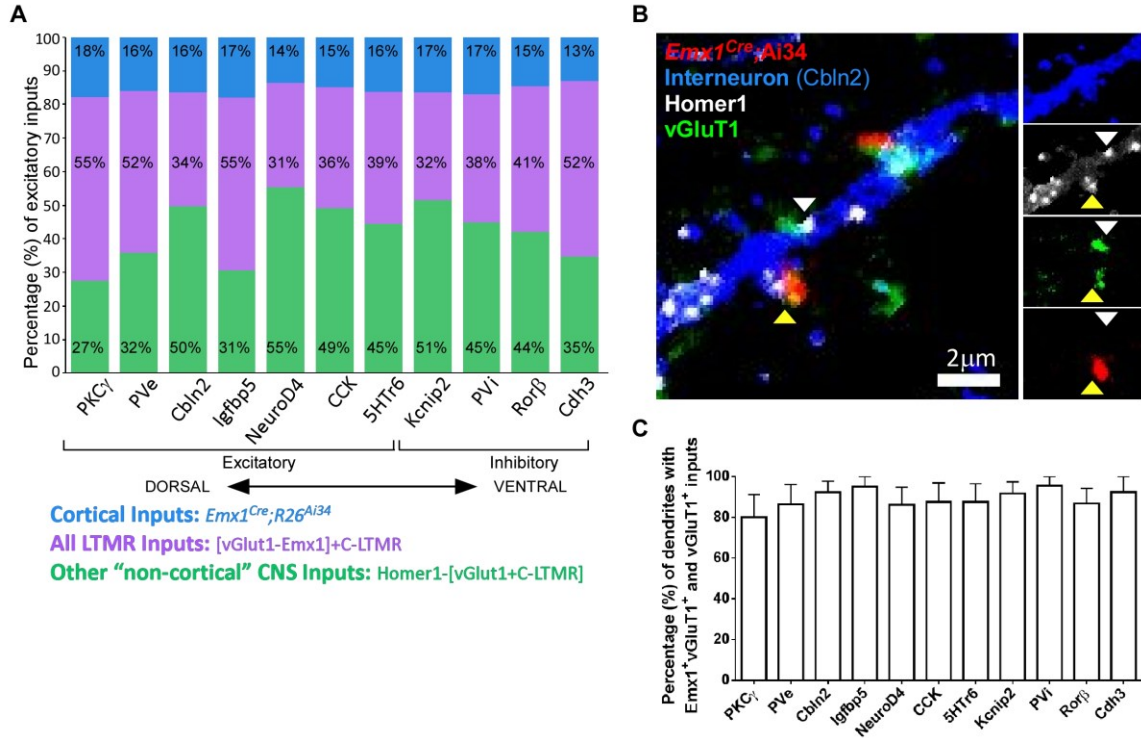 A
Percentage (%) of excitatory inputs
100
90
80
70
60
50
40
30
20
10
0
18% 16% 16% 17% 14% 15% 16% 17% 17% 15% 13%
55% 52% 34% 55% 31% 36% 39% 32% 38% 41% 52%
27% 32% 50% 31% 55% 49% 45% 51% 45% 44% 35%
PKCγ PVe Cbln2 Igfbp5 NeuroD4 CCK 5HTr6 Kcnip2 PVi Rorβ Cdh3
Excitatory Inhibitory
DORSAL VENTRAL
Cortical Inputs: Emx1Cre;R26Ai34
All LTMR Inputs: [vGlut1-Emx1]+C-LTMR
Other “non-cortical” CNS Inputs: Homer1-[vGlut1+C-LTMR]
B
Emx1Cre;Ai34
Interneuron (Cbln2)
Homer1
vGluT1
2μm
C
Percentage (%) of dendrites with
Emx1+vGluT1+ and vGluT1+ inputs
100
80
60
40
20
0
PKCγ PVe Cbln2 Igfbp5 NeuroD4 CCK 5HTr6 Kcnip2 PVi Rorβ Cdh3